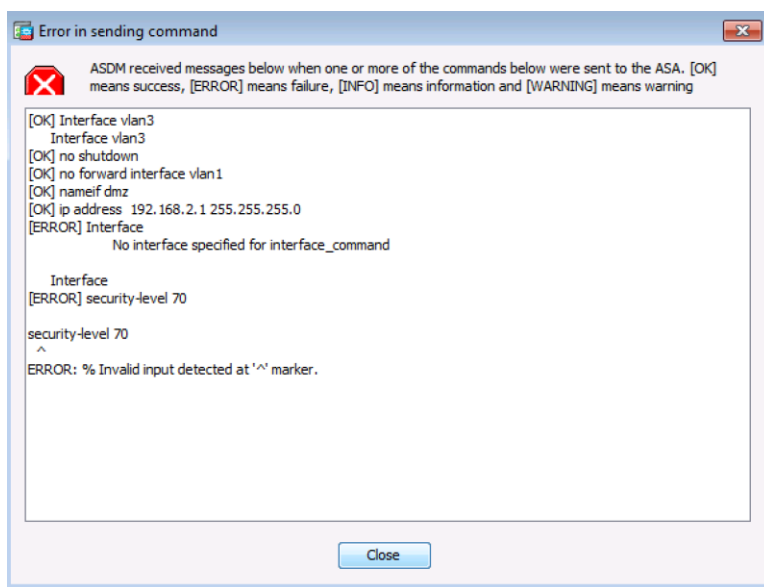 Error in sending command
ASDM received messages below when one or more of the commands below were sent to the ASA. [OK]
means success, [ERROR] means failure, [INFO] means information and [WARNING] means warning
[OK] Interface vlan3
Interface vlan3
[OK] no shutdown
[OK] no forward interface vlan1
[OK] nameif dmz
[OK] ip address 192.168.2.1 255.255.255.0
[ERROR] Interface
No interface specified for interface_command
Interface
[ERROR] security-level 70
security-level 70
^
ERROR: % Invalid input detected at '^' marker.
Close